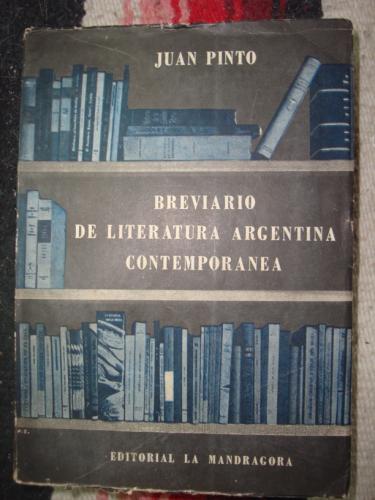 JUAN PINTO
BREVIARIO
DE LITERATURA ARGENTINA
CONTEMPORANEA
EDITORIAL LA MANDRAGORA